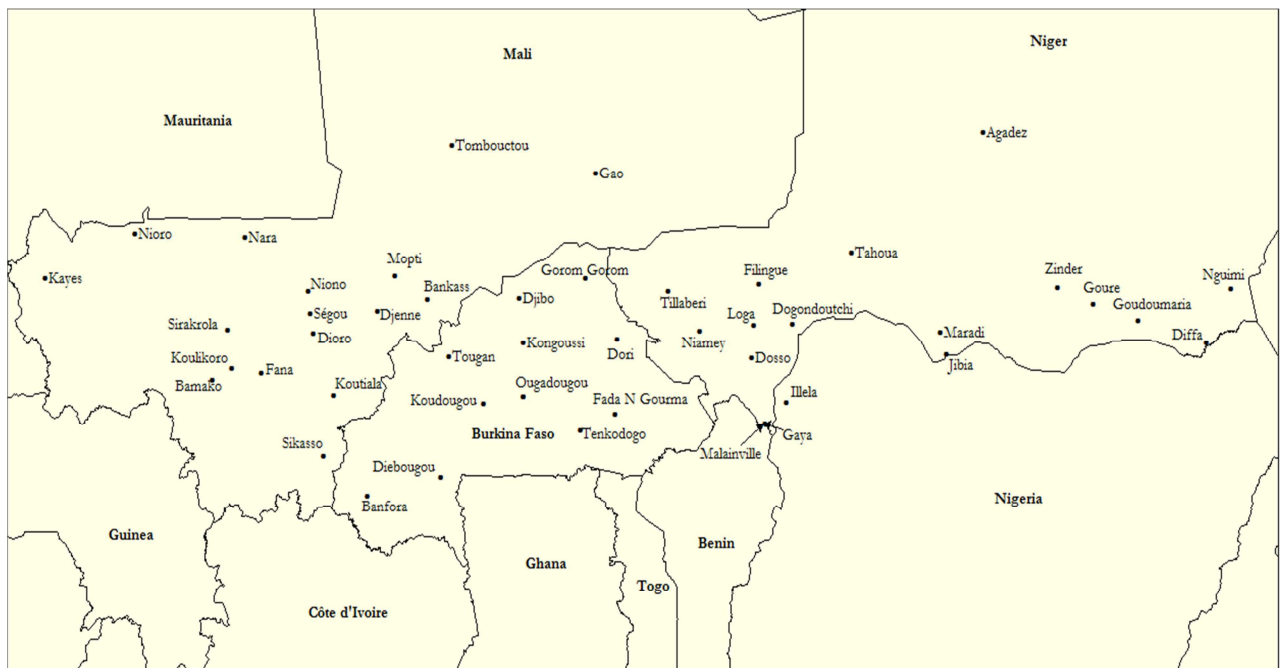 Niger
Mali
Mauritania
Agadez
Tombouctou
Gao
Nioro
Nara
Tahoua
Mopti
Kayes
Gorom Gorom
Filingue
Zinder
Nguimi
Niono
Bankass
Djibo
Tillaberi
Goure
Goudoumaria
Ségou
Djenne
Loga
Dogondoutchi
Sirakrola
Dioro
Kongoussi
Dori
Niamey
Maradi
Diffa
Tougan
Dosso
Jibia
Koulikoro
Fana
Bamako
Koutiala
Ougadougou
Illela
Koudougou
Fada N Gourma
Burkina Faso
Tenkodogo
Gaya
Sikasso
Malainville
Diebougou
Banfora
Nigeria
Guinea
Benin
Ghana
Togo
Côte d'Ivoire